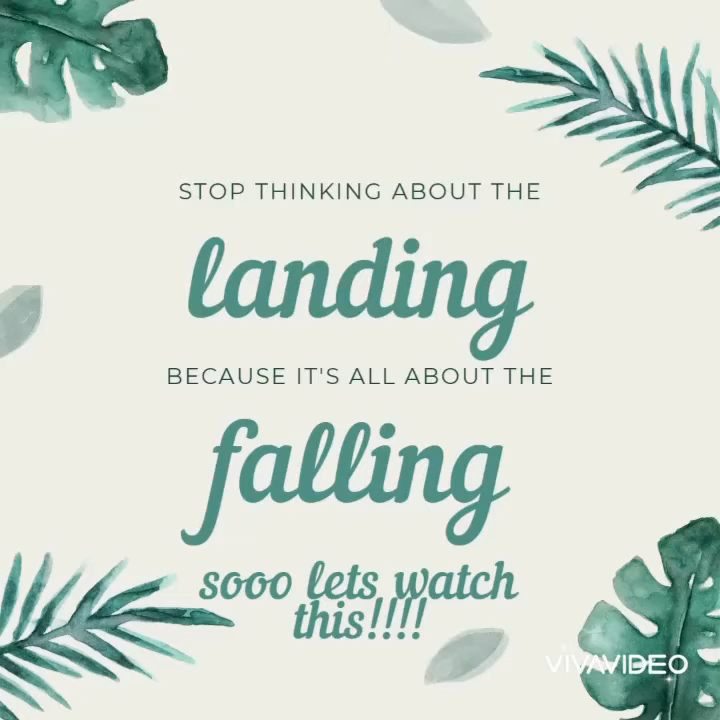 STOP THINKING ABOUT THE
landing
BECAUSE IT'S ALL ABOUT THE
falling
sooo lets watch
this!!!!
VIVAVIDEO